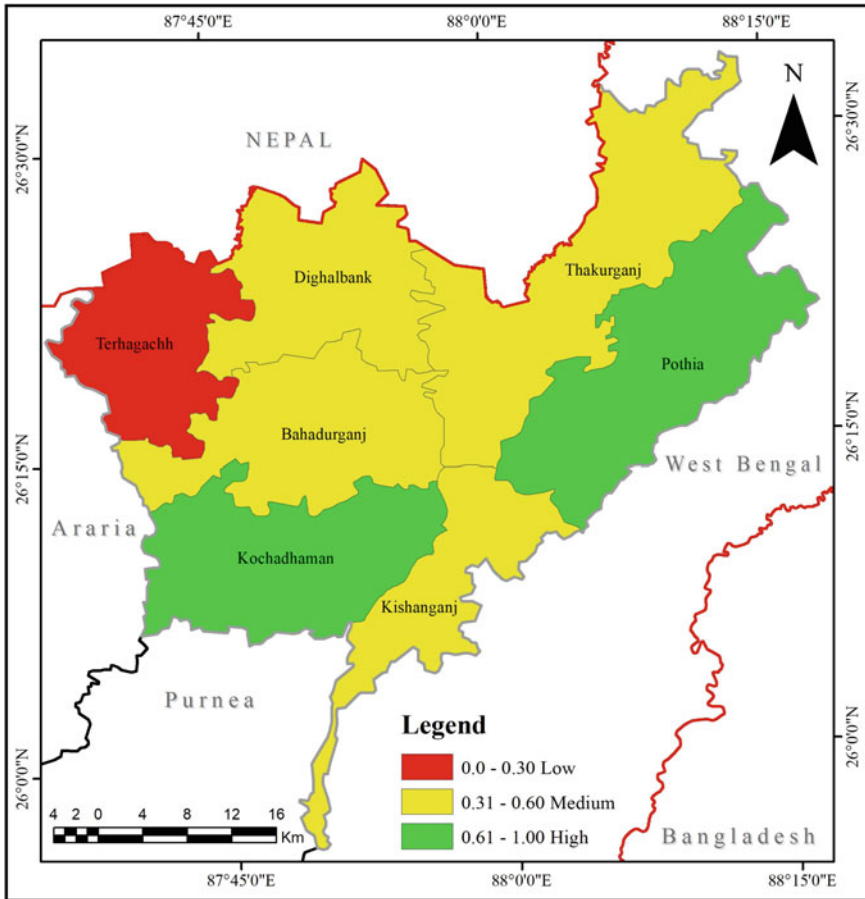 87°45'0"E
88°0'0"E
88°15'0"E
N
26°30'0"N
26°30'0"N
NEPAL
Dighalbank
Thakurganj
Terhagachh
Pothia
Bahadurganj
26°15'0"N
26°15'0"N
West Bengal
Araria
Kochadhaman
Kishanganj
Purnea
26°0'0"N
26°0'0"N
Legend
0.0 - 0.30 Low
0.31 - 0.60 Medium
0.61 - 1.00 High
4 2 0 4 8 12 16
Km
Bangladesh
87°45'0"E
88°0'0"E
88°15'0"E